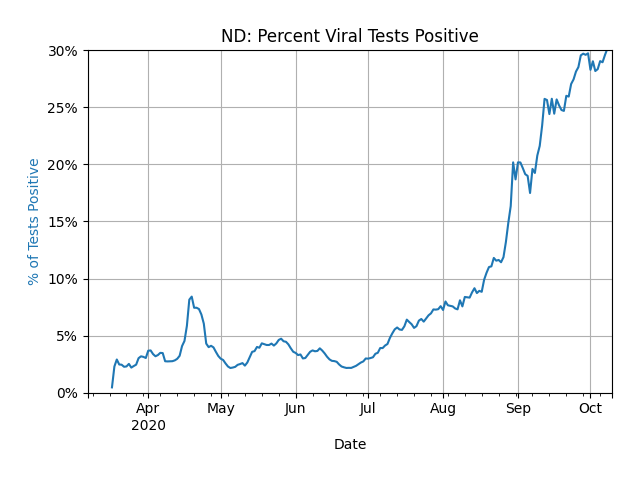 ND: Percent Viral Tests Positive
30%
25%
20%
15%
10%
5%
0%
% of Tests Positive
Apr May Jun Jul Aug Sep Oct
2020
Date